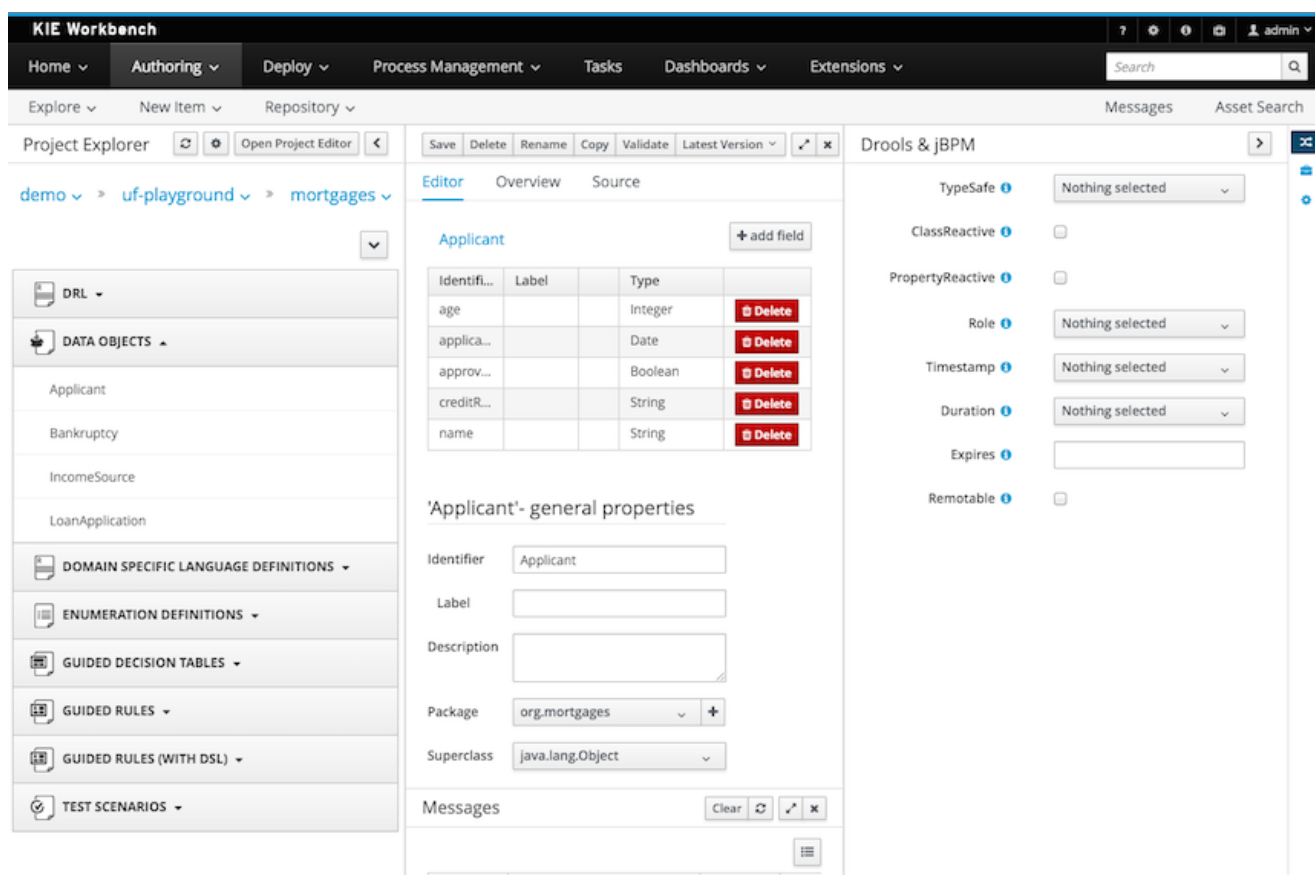 KIE Workbench
? admin
Home Authoring Deploy Process Management Tasks Dashboards Extensions Search
Explore New Item Repository Messages Asset Search
Project Explorer Open Project Editor
demo » uf-playground » mortgages
DRL
DATA OBJECTS
Applicant
Bankruptcy
IncomeSource
LoanApplication
DOMAIN SPECIFIC LANGUAGE DEFINITIONS
ENUMERATION DEFINITIONS
GUIDED DECISION TABLES
GUIDED RULES
GUIDED RULES (WITH DSL)
TEST SCENARIOS
Save Delete Rename Copy Validate Latest Version
Editor Overview Source
Applicant + add field
Identifi... Label Type
age Integer Delete
applica... Date Delete
approv... Boolean Delete
creditR... String Delete
name String Delete
'Applicant'- general properties
Identifier Applicant
Label
Description
Package org.mortgages +
Superclass java.lang.Object
Messages Clear
Drools & jBPM
TypeSafe Nothing selected
ClassReactive
PropertyReactive
Role Nothing selected
Timestamp Nothing selected
Duration Nothing selected
Expires
Remotable